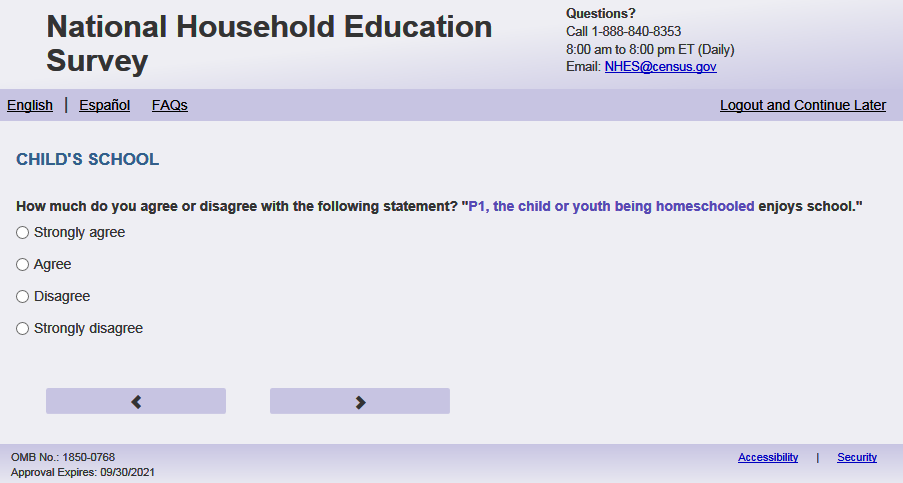 National Household Education
Survey
Questions?
Call 1-888-840-8353
8:00 am to 8:00 pm ET (Daily)
Email: NHES@census.gov
English | Español FAQs
Logout and Continue Later
CHILD'S SCHOOL
How much do you agree or disagree with the following statement? "P1, the child or youth being homeschooled enjoys school."
Strongly agree
Agree
Disagree
Strongly disagree
OMB No.: 1850-0768
Approval Expires: 09/30/2021
Accessibility | Security